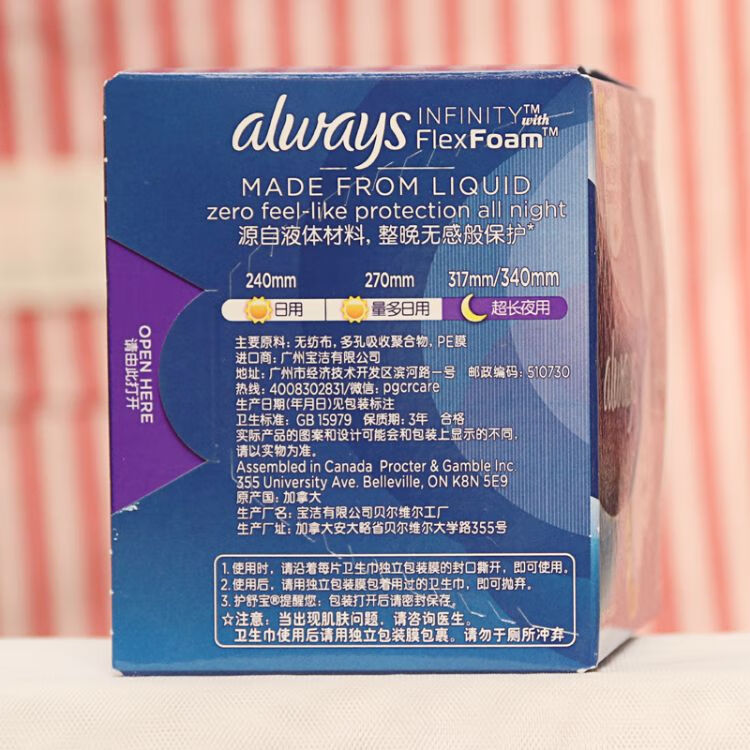 always INFINITY™ with FlexFoam™
MADE FROM LIQUID
zero feel-like protection all night
源自液体材料，整晚无感般保护*
240mm 270mm 317mm/340mm
日用 量多日用 超长夜用
OPEN HERE
请由此打开
主要原料：无纺布，多孔吸收聚合物，PE膜
进口商：广州宝洁有限公司
地址：广州市经济技术开发区滨河路一号 邮政编码：510730
热线：4008302831/微信：pgcrcare
生产日期(年月日)见包装标注
卫生标准：GB 15979 保质期：3年 合格
实际产品的图案和设计可能会和包装上显示的不同，
请以实物为准。
Assembled in Canada Procter & Gamble Inc.
355 University Ave. Belleville, ON K8N 5E9
原产国：加拿大
生产厂名：宝洁有限公司贝尔维尔工厂
生产厂址：加拿大安大略省贝尔维尔大学路355号
1. 使用时，请沿着每片卫生巾独立包装膜的封口撕开，即可使用。
2. 使用后，请用独立包装膜包着用过的卫生巾，即可抛弃。
3. 护舒宝®提醒您：包装打开后请密封保存。
☆注意：当出现肌肤问题，请咨询医生。
卫生巾使用后请用独立包装膜包裹。请勿于厕所冲弃
always